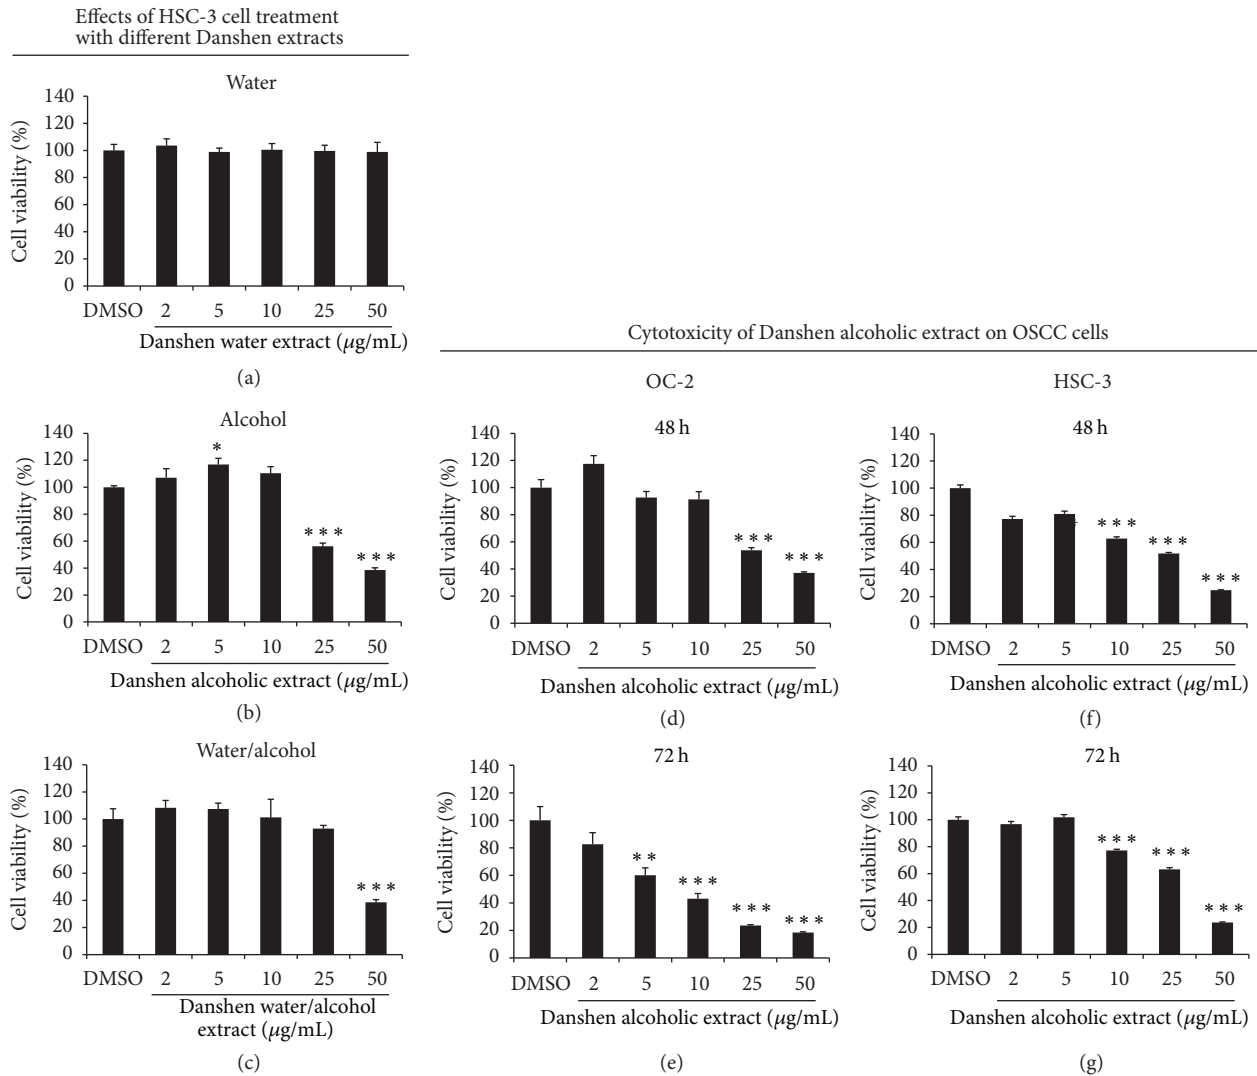 Effects of HSC-3 cell treatment
with different Danshen extracts
Water
Cell viability (%)
140
120
100
80
60
40
20
0
DMSO 2 5 10 25 50
Danshen water extract (μg/mL)
(a)
Alcohol
Cell viability (%)
140
120
100
80
60
40
20
0
*
***
***
DMSO 2 5 10 25 50
Danshen alcoholic extract (μg/mL)
(b)
Water/alcohol
Cell viability (%)
140
120
100
80
60
40
20
0
***
DMSO 2 5 10 25 50
Danshen water/alcohol
extract (μg/mL)
(c)
Cytotoxicity of Danshen alcoholic extract on OSCC cells
OC-2
48 h
Cell viability (%)
140
120
100
80
60
40
20
0
***
***
DMSO 2 5 10 25 50
Danshen alcoholic extract (μg/mL)
(d)
72 h
Cell viability (%)
140
120
100
80
60
40
20
0
**
***
***
***
DMSO 2 5 10 25 50
Danshen alcoholic extract (μg/mL)
(e)
HSC-3
48 h
Cell viability (%)
140
120
100
80
60
40
20
0
***
***
***
DMSO 2 5 10 25 50
Danshen alcoholic extract (μg/mL)
(f)
72 h
Cell viability (%)
140
120
100
80
60
40
20
0
***
***
***
DMSO 2 5 10 25 50
Danshen alcoholic extract (μg/mL)
(g)